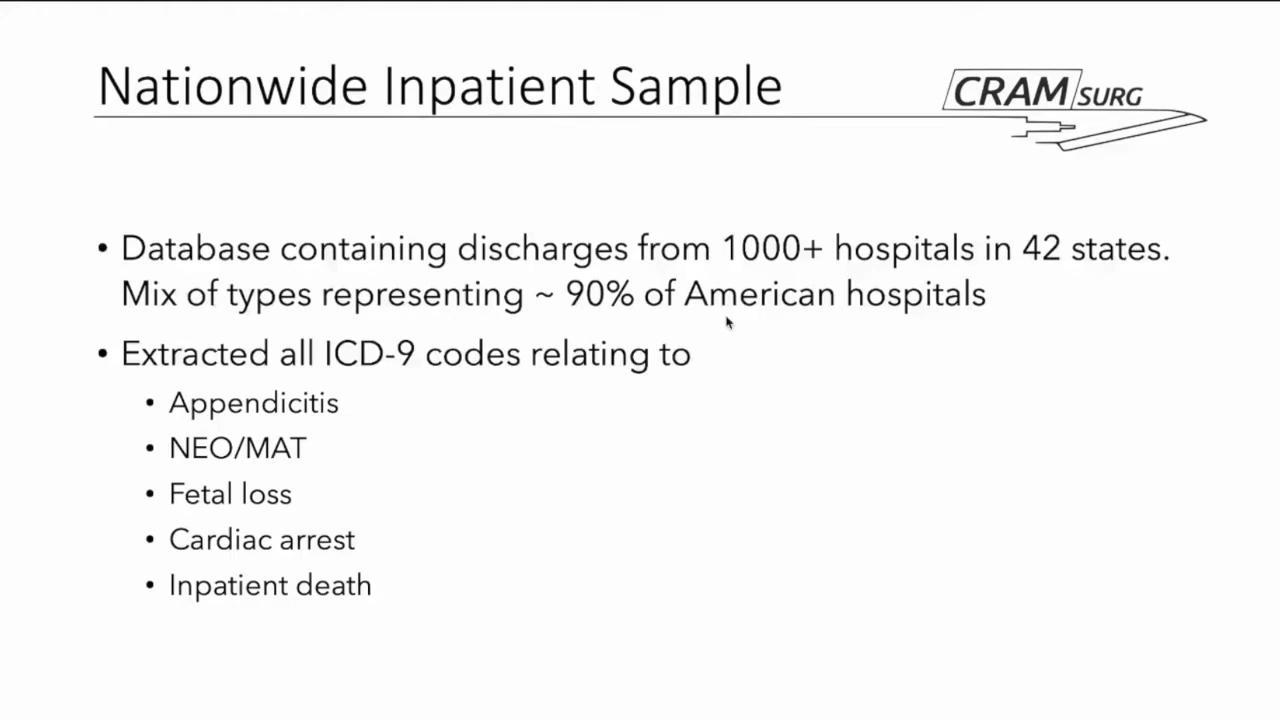 Nationwide Inpatient Sample
CRAM SURG
• Database containing discharges from 1000+ hospitals in 42 states.
Mix of types representing ~ 90% of American hospitals
• Extracted all ICD-9 codes relating to
• Appendicitis
• NEO/MAT
• Fetal loss
• Cardiac arrest
• Inpatient death